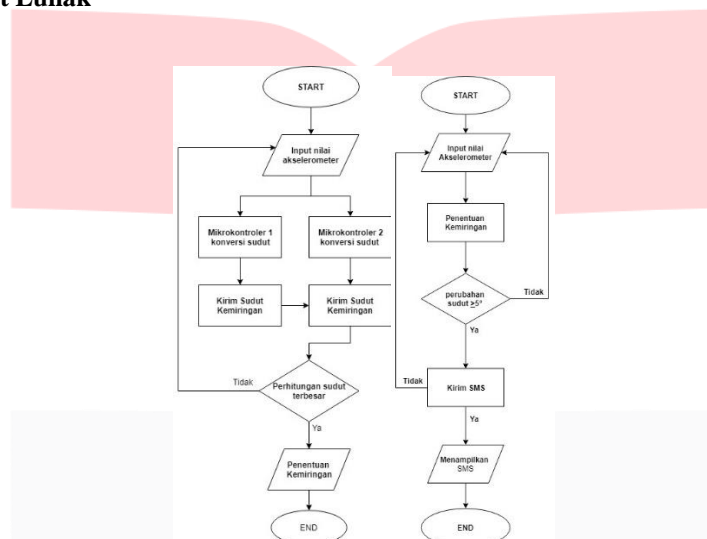 t Lunak
START
Input nilai
akselerometer
Mikrokontroler 1
konversi sudut
Mikrokontroler 2
konversi sudut
Kirim Sudut
Kemiringan
Kirim Sudut
Kemiringan
Tidak
Perhitungan sudut
terbesar
Ya
Penentuan
Kemiringan
END
START
Input nilai
Akselerometer
Penentuan
Kemiringan
perubahan
sudut ≥5°
Tidak
Ya
Tidak
Kirim SMS
Ya
Menampilkan
SMS
END